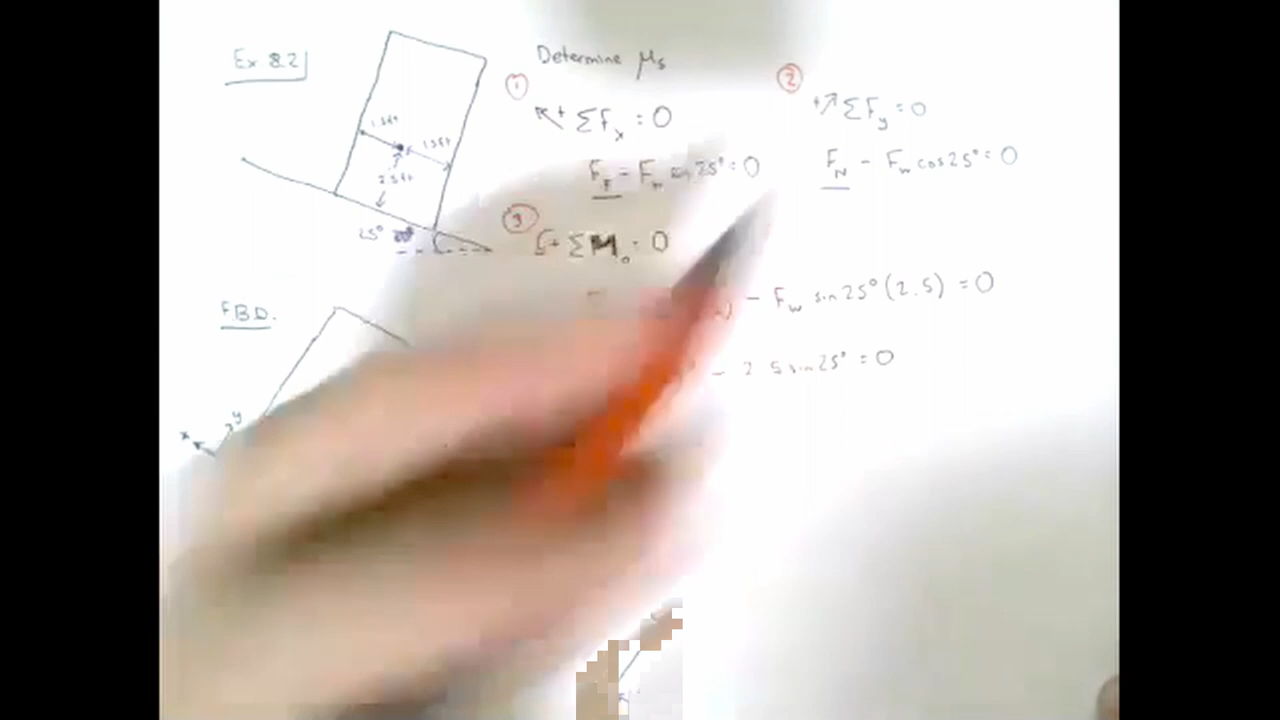 Ex 8.2
Determine μs
1.5 ft
1.5 ft
2.5 ft
25°
①
↖+ ΣFx = 0
FF - Fw sin 25° = 0
②
+↗ ΣFy = 0
FN - Fw cos 25° = 0
③
ΣMo = 0
- Fw sin 25° (2.5) = 0
- 2.5 sin 25° = 0
F.B.D.
y
x